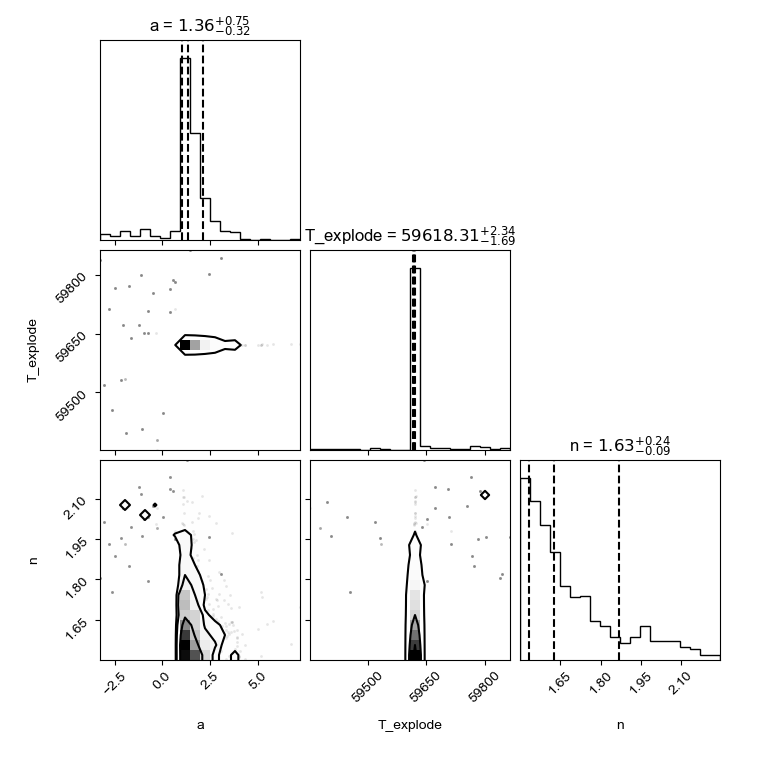 a = 1.36+0.75−0.32
T_explode = 59618.31+2.34−1.69
59800
59650
59500
T_explode
n = 1.63+0.24−0.09
2.10
1.95
1.80
1.65
n
−2.5 0.0 2.5 5.0 59500 59650 59800 1.65 1.80 1.95 2.10
a T_explode n